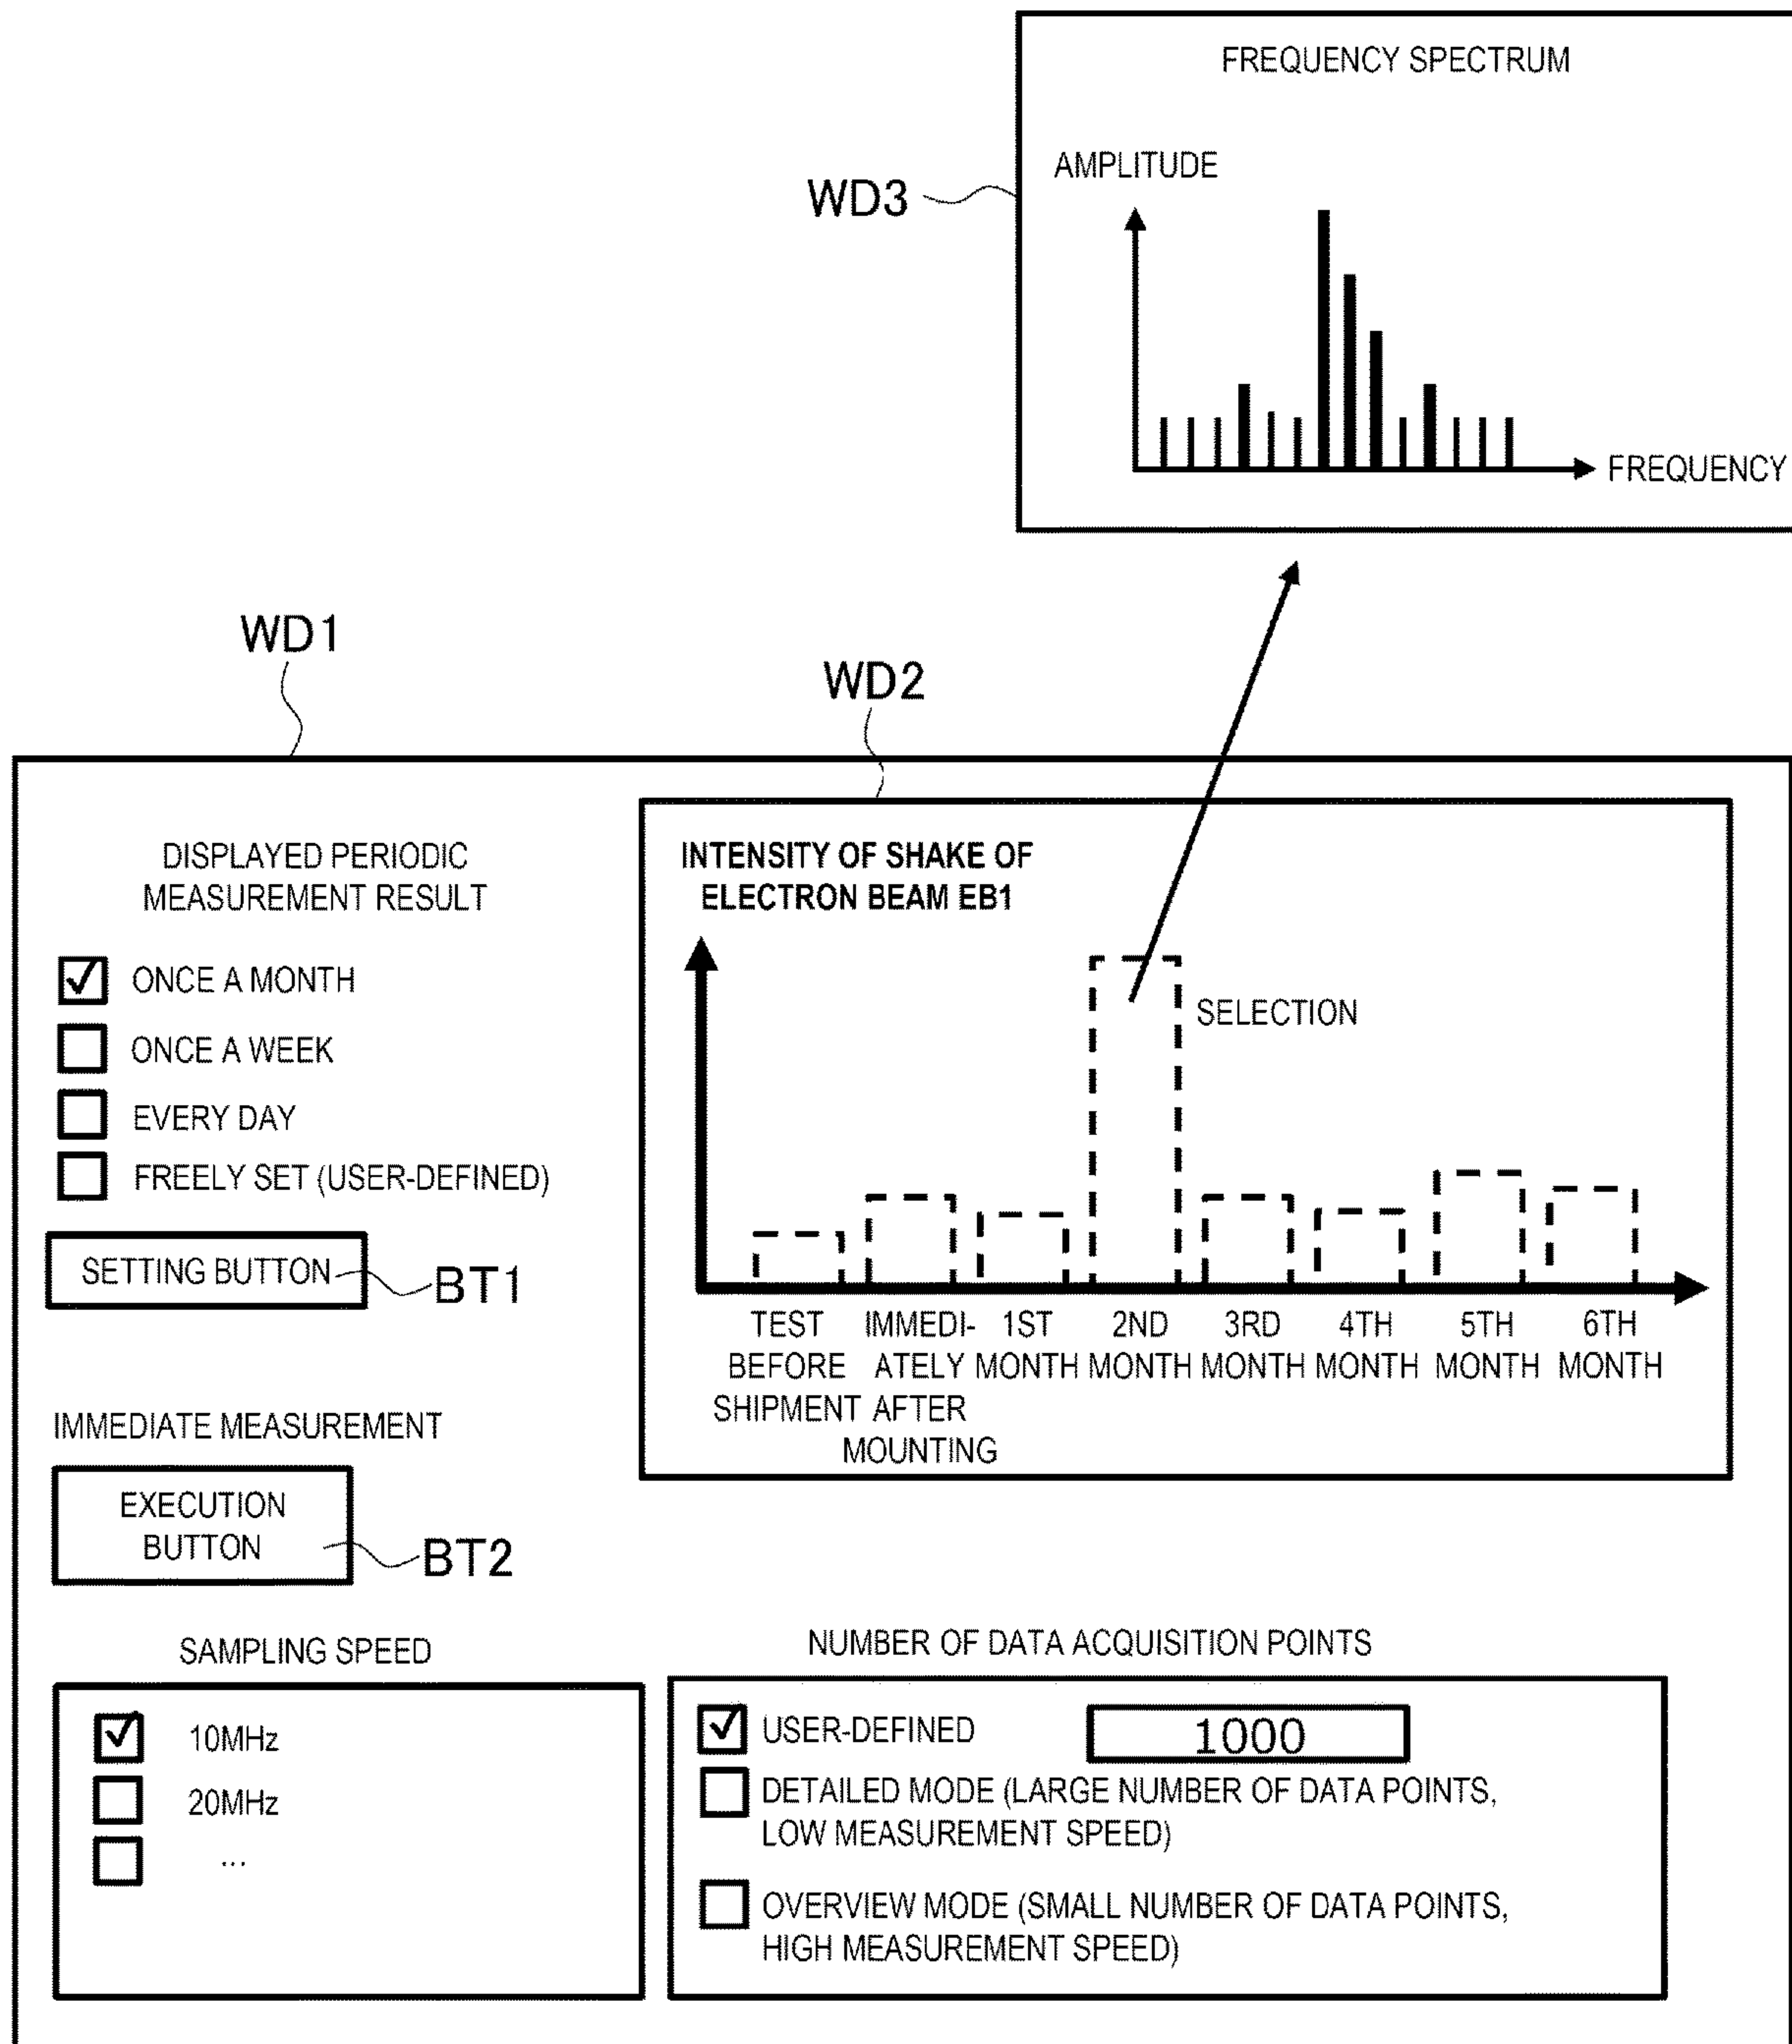 FREQUENCY SPECTRUM
AMPLITUDE
WD3
FREQUENCY
WD1
WD2
DISPLAYED PERIODIC
MEASUREMENT RESULT
ONCE A MONTH
ONCE A WEEK
EVERY DAY
FREELY SET (USER-DEFINED)
SETTING BUTTON
BT1
INTENSITY OF SHAKE OF
ELECTRON BEAM EB1
SELECTION
TEST
BEFORE
SHIPMENT
IMMEDI-
ATELY
AFTER
MOUNTING
1ST
MONTH
2ND
MONTH
3RD
MONTH
4TH
MONTH
5TH
MONTH
6TH
MONTH
IMMEDIATE MEASUREMENT
EXECUTION
BUTTON
BT2
SAMPLING SPEED
10MHz
20MHz
...
NUMBER OF DATA ACQUISITION POINTS
USER-DEFINED 1000
DETAILED MODE (LARGE NUMBER OF DATA POINTS,
LOW MEASUREMENT SPEED)
OVERVIEW MODE (SMALL NUMBER OF DATA POINTS,
HIGH MEASUREMENT SPEED)